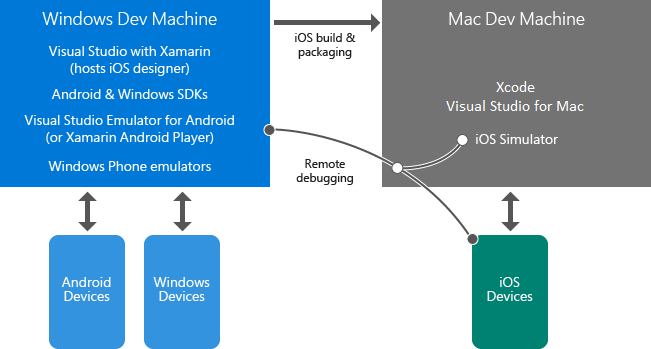 Windows Dev Machine
Visual Studio with Xamarin
(hosts iOS designer)
Android & Windows SDKs
Visual Studio Emulator for Android
(or Xamarin Android Player)
Windows Phone emulators
iOS build &
packaging
Remote
debugging
Mac Dev Machine
Xcode
Visual Studio for Mac
iOS Simulator
Android
Devices
Windows
Devices
iOS
Devices